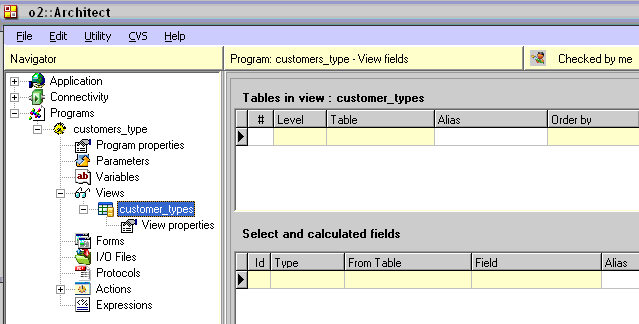 o2::Architect
File Edit Utility CVS Help
Navigator
Program: customers_type - View fields
Checked by me
Application
Connectivity
Programs
customers_type
Program properties
Parameters
Variables
Views
customer_types
View properties
Forms
I/O Files
Protocols
Actions
Expressions
Tables in view : customer_types
# Level Table Alias Order by
Select and calculated fields
Id Type From Table Field Alias